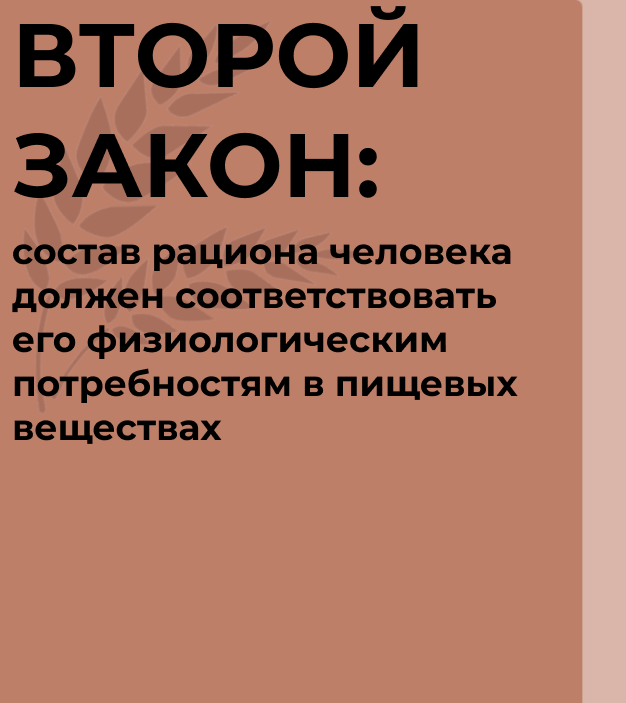 ВТОРОЙ
ЗАКОН:
состав рациона человека
должен соответствовать
его физиологическим
потребностям в пищевых
веществах